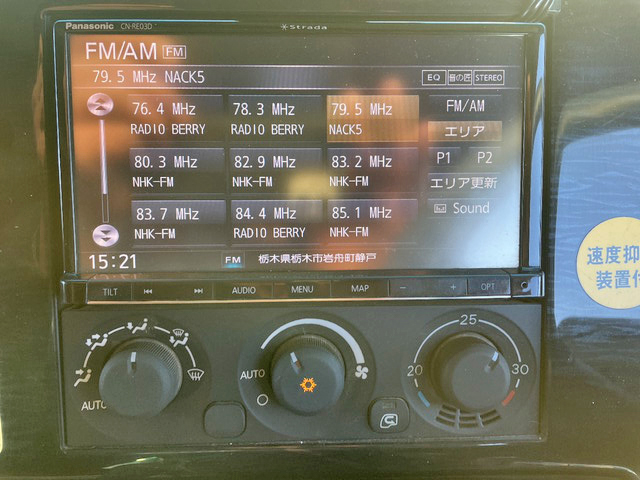 Panasonic CN-RE03D Strada
FM/AM FM
79.5 MHz NACK5
EQ 音の匠 STEREO
76.4 MHz 78.3 MHz 79.5 MHz FM/AM
RADIO BERRY RADIO BERRY NACK5 エリア
80.3 MHz 82.9 MHz 83.2 MHz P1 P2
NHK-FM NHK-FM NHK-FM エリア更新
83.7 MHz 84.4 MHz 85.1 MHz Sound
NHK-FM RADIO BERRY NHK-FM
15:21 FM 栃木県栃木市岩舟町静戸
TILT AUDIO MENU MAP − + OPT
25
20 30
AUTO
AUTO
速度抑
装置付